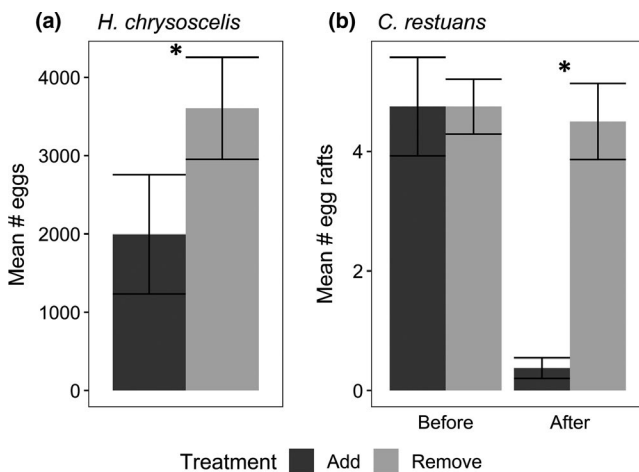 (a) H. chrysoscelis
*
Mean # eggs
4000
3000
2000
1000
0
(b) C. restuans
*
Mean # egg rafts
4
2
0
Before After
Treatment Add Remove